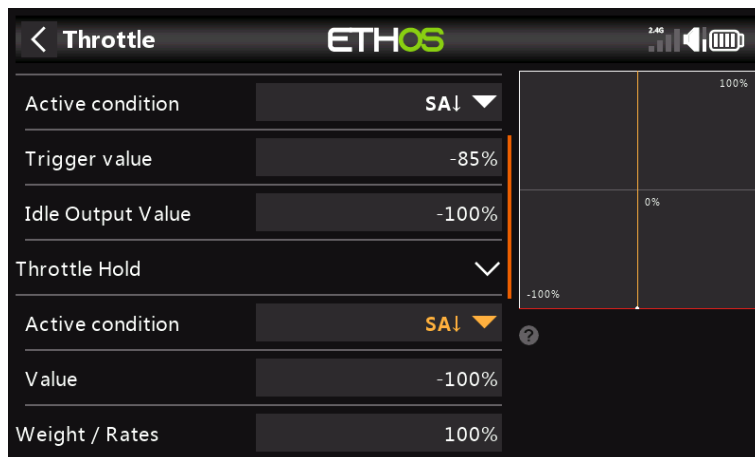 Throttle
ETHOS
2.4G
Active condition SA↓
100%
Trigger value -85%
Idle Output Value -100%
0%
Throttle Hold
-100%
Active condition SA↓
?
Value -100%
Weight / Rates 100%